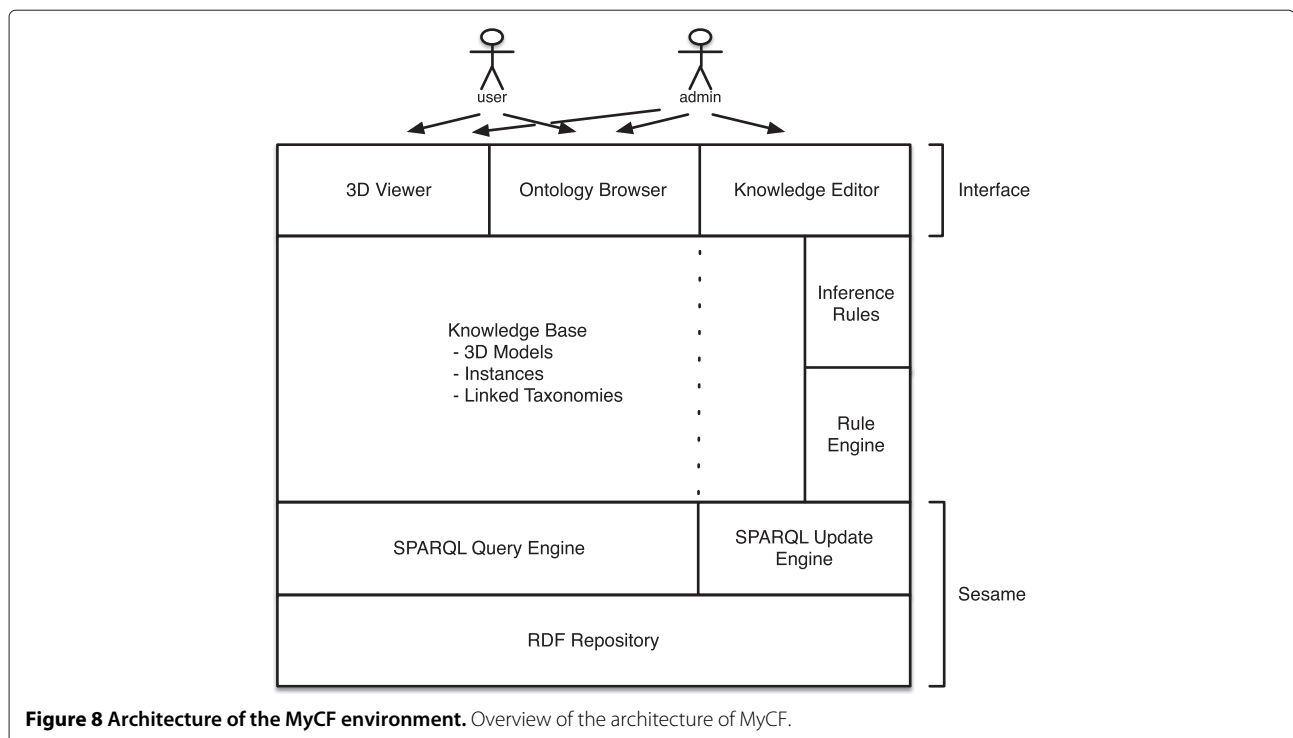 user
admin
3D Viewer
Ontology Browser
Knowledge Editor
Interface
Knowledge Base
- 3D Models
- Instances
- Linked Taxonomies
Inference
Rules
Rule
Engine
SPARQL Query Engine
SPARQL Update
Engine
Sesame
RDF Repository
Figure 8 Architecture of the MyCF environment. Overview of the architecture of MyCF.